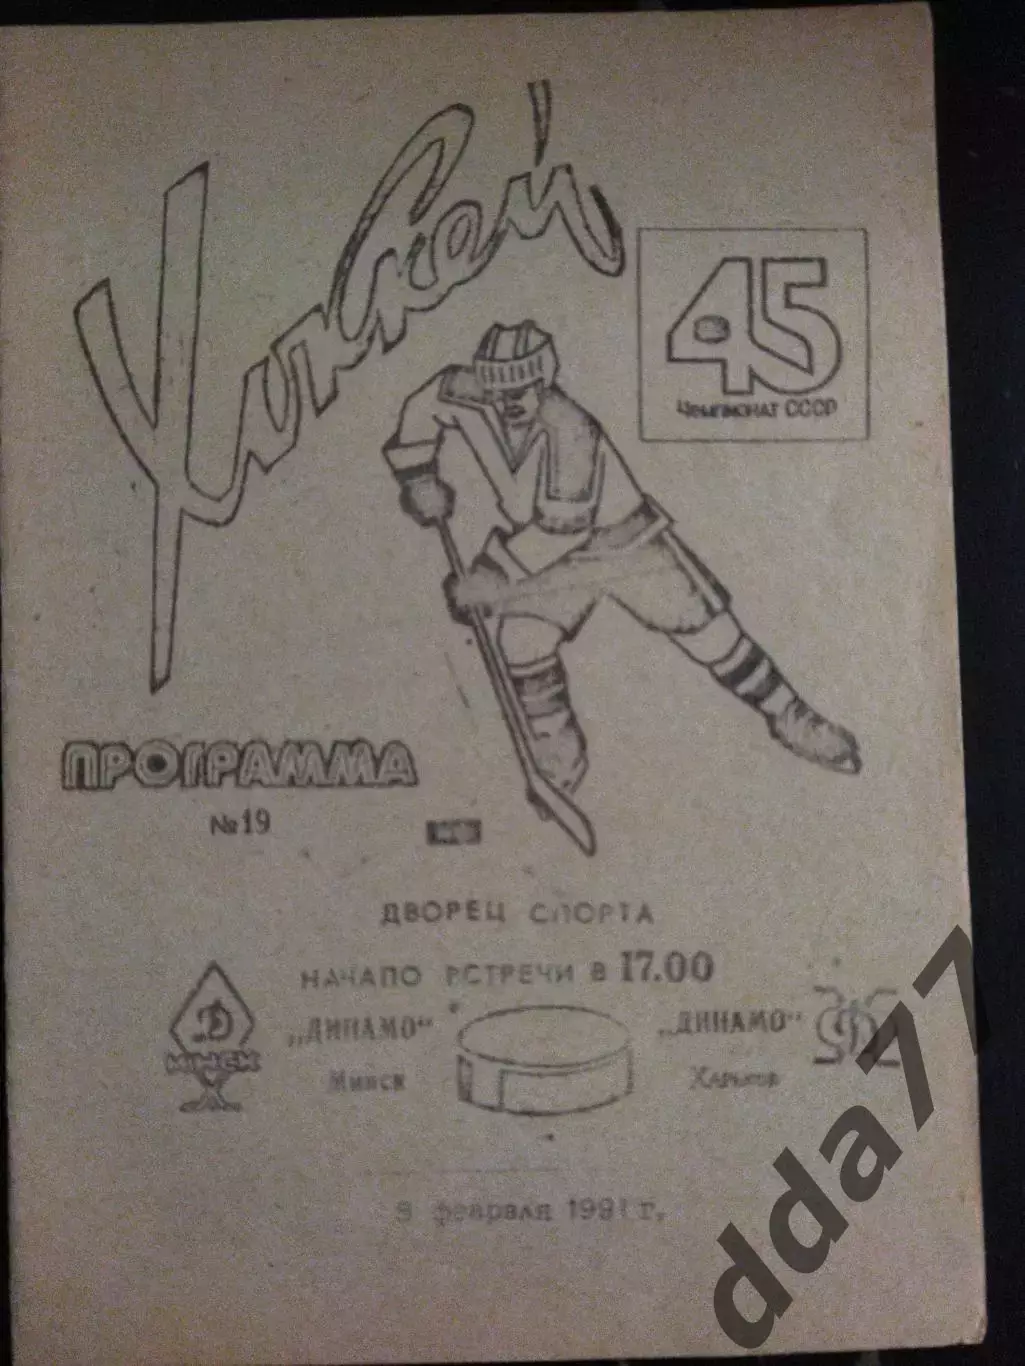 Хоккей
45
Чемпионат СССР
ПРОГРАММА
№19
ДВОРЕЦ СПОРТА
НАЧАЛО ВСТРЕЧИ В 17.00
Д
МІНСК
„ДИНАМО“
Минск
„ДИНАМО“
Харьков
февраля 1991 г.
dda77